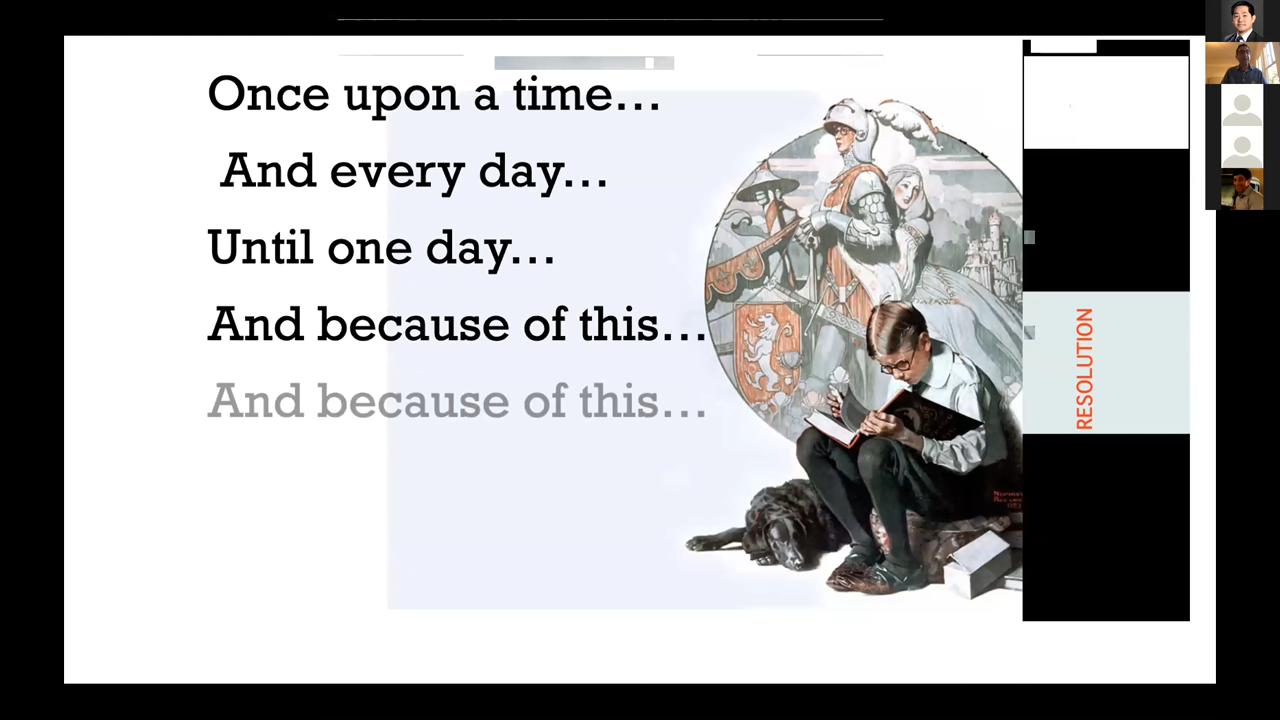 Once upon a time…
And every day…
Until one day…
And because of this…
And because of this…
RESOLUTION